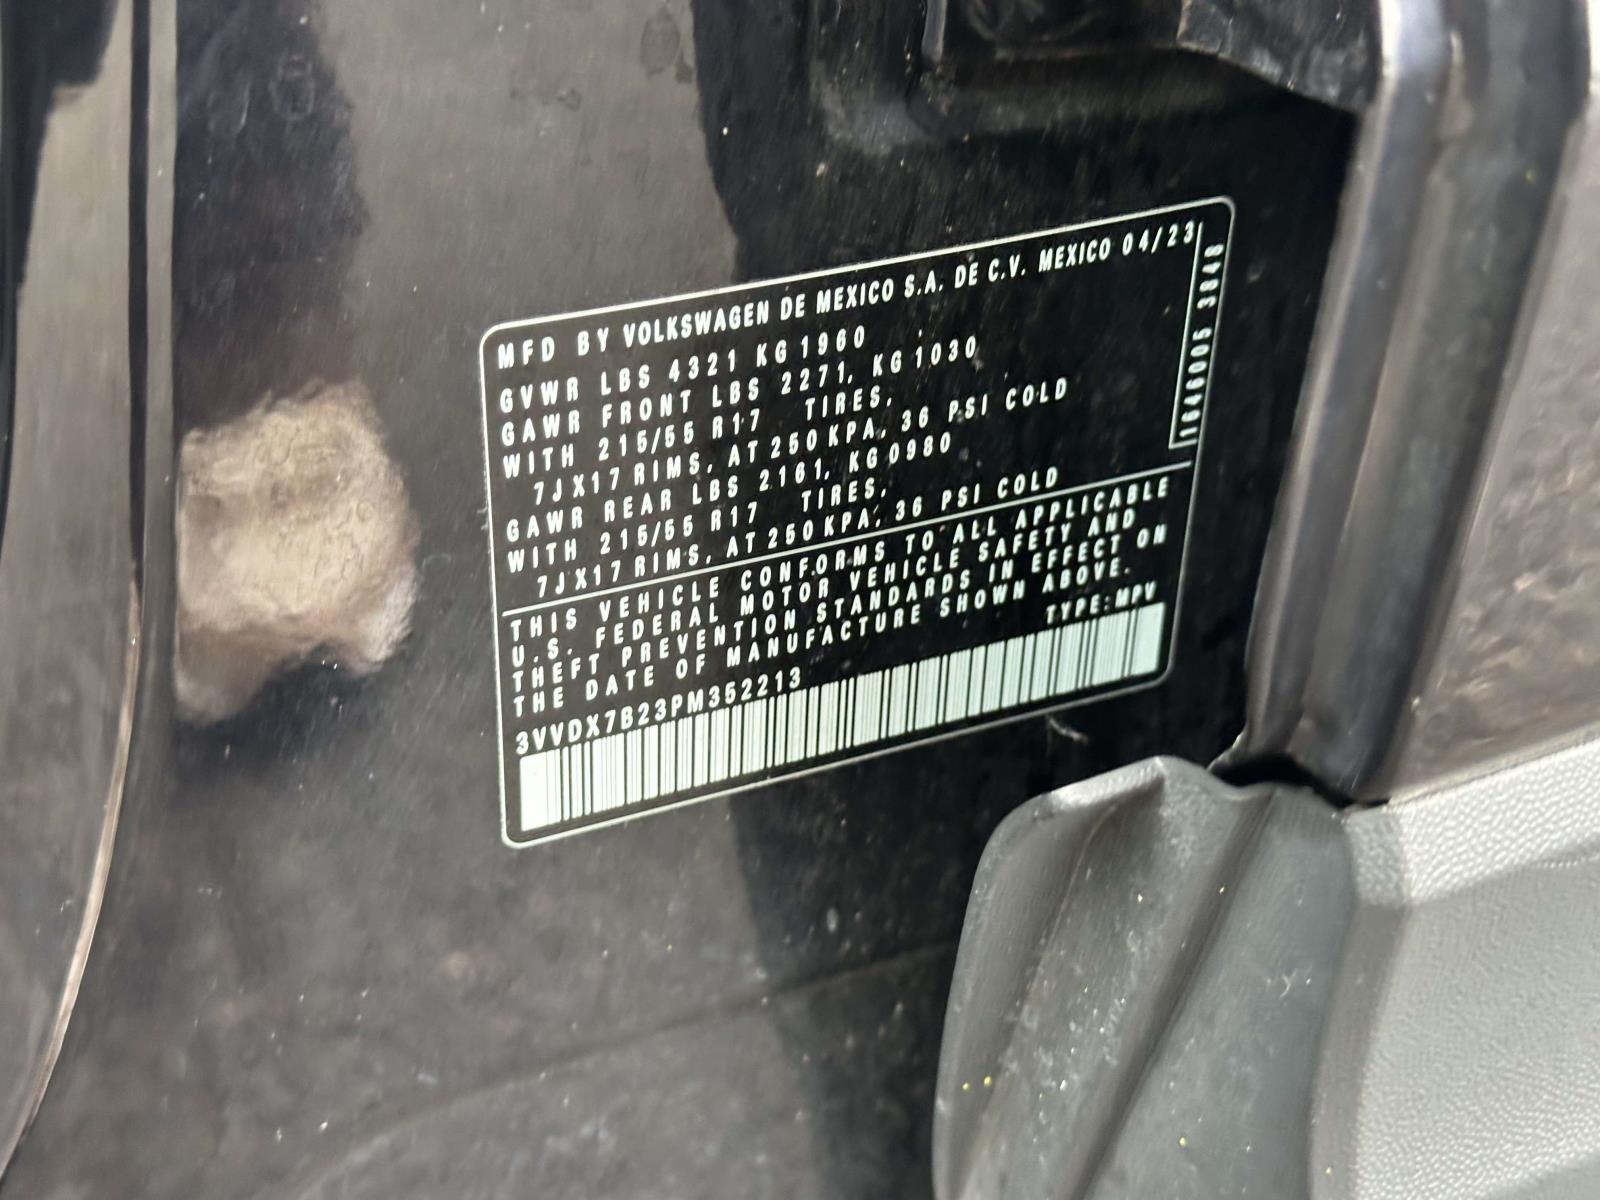 MFD BY VOLKSWAGEN DE MEXICO S.A. DE C.V. MEXICO 04/23
GVWR LBS 4321 KG 1960
GAWR FRONT LBS 2271, KG 1030
WITH 215/55 R17 TIRES,
7JX17 RIMS, AT 250 KPA, 36 PSI COLD
GAWR REAR LBS 2161, KG 0980
WITH 215/55 R17 TIRES,
7JX17 RIMS, AT 250 KPA, 36 PSI COLD
1646005 3848
THIS VEHICLE CONFORMS TO ALL APPLICABLE
U.S. FEDERAL MOTOR VEHICLE SAFETY AND
THEFT PREVENTION STANDARDS IN EFFECT ON
THE DATE OF MANUFACTURE SHOWN ABOVE.
TYPE: MPV
3VVDX7B23PM352213